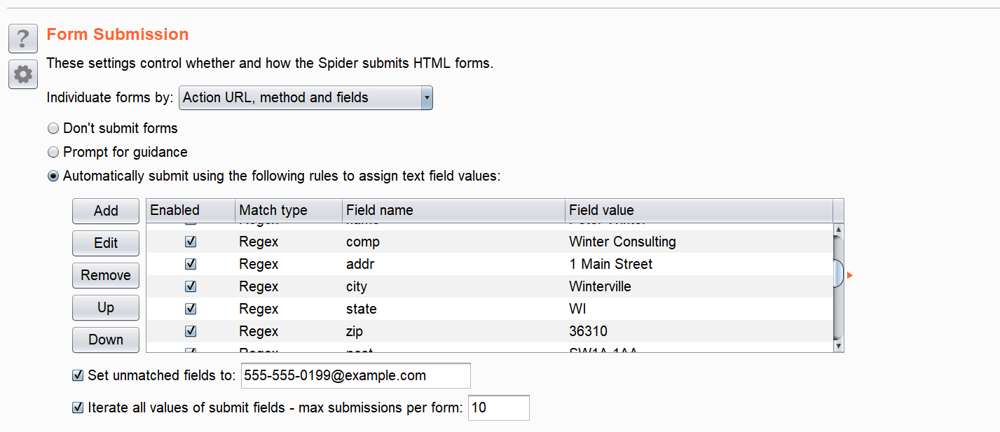 ?
Form Submission
These settings control whether and how the Spider submits HTML forms.
Individuate forms by: Action URL, method and fields
Don't submit forms
Prompt for guidance
Automatically submit using the following rules to assign text field values:
Add
Edit
Remove
Up
Down
Enabled Match type Field name Field value
Regex comp Winter Consulting
Regex addr 1 Main Street
Regex city Winterville
Regex state WI
Regex zip 36310
Regex post SW1A 1AA
Set unmatched fields to: 555-555-0199@example.com
Iterate all values of submit fields - max submissions per form: 10